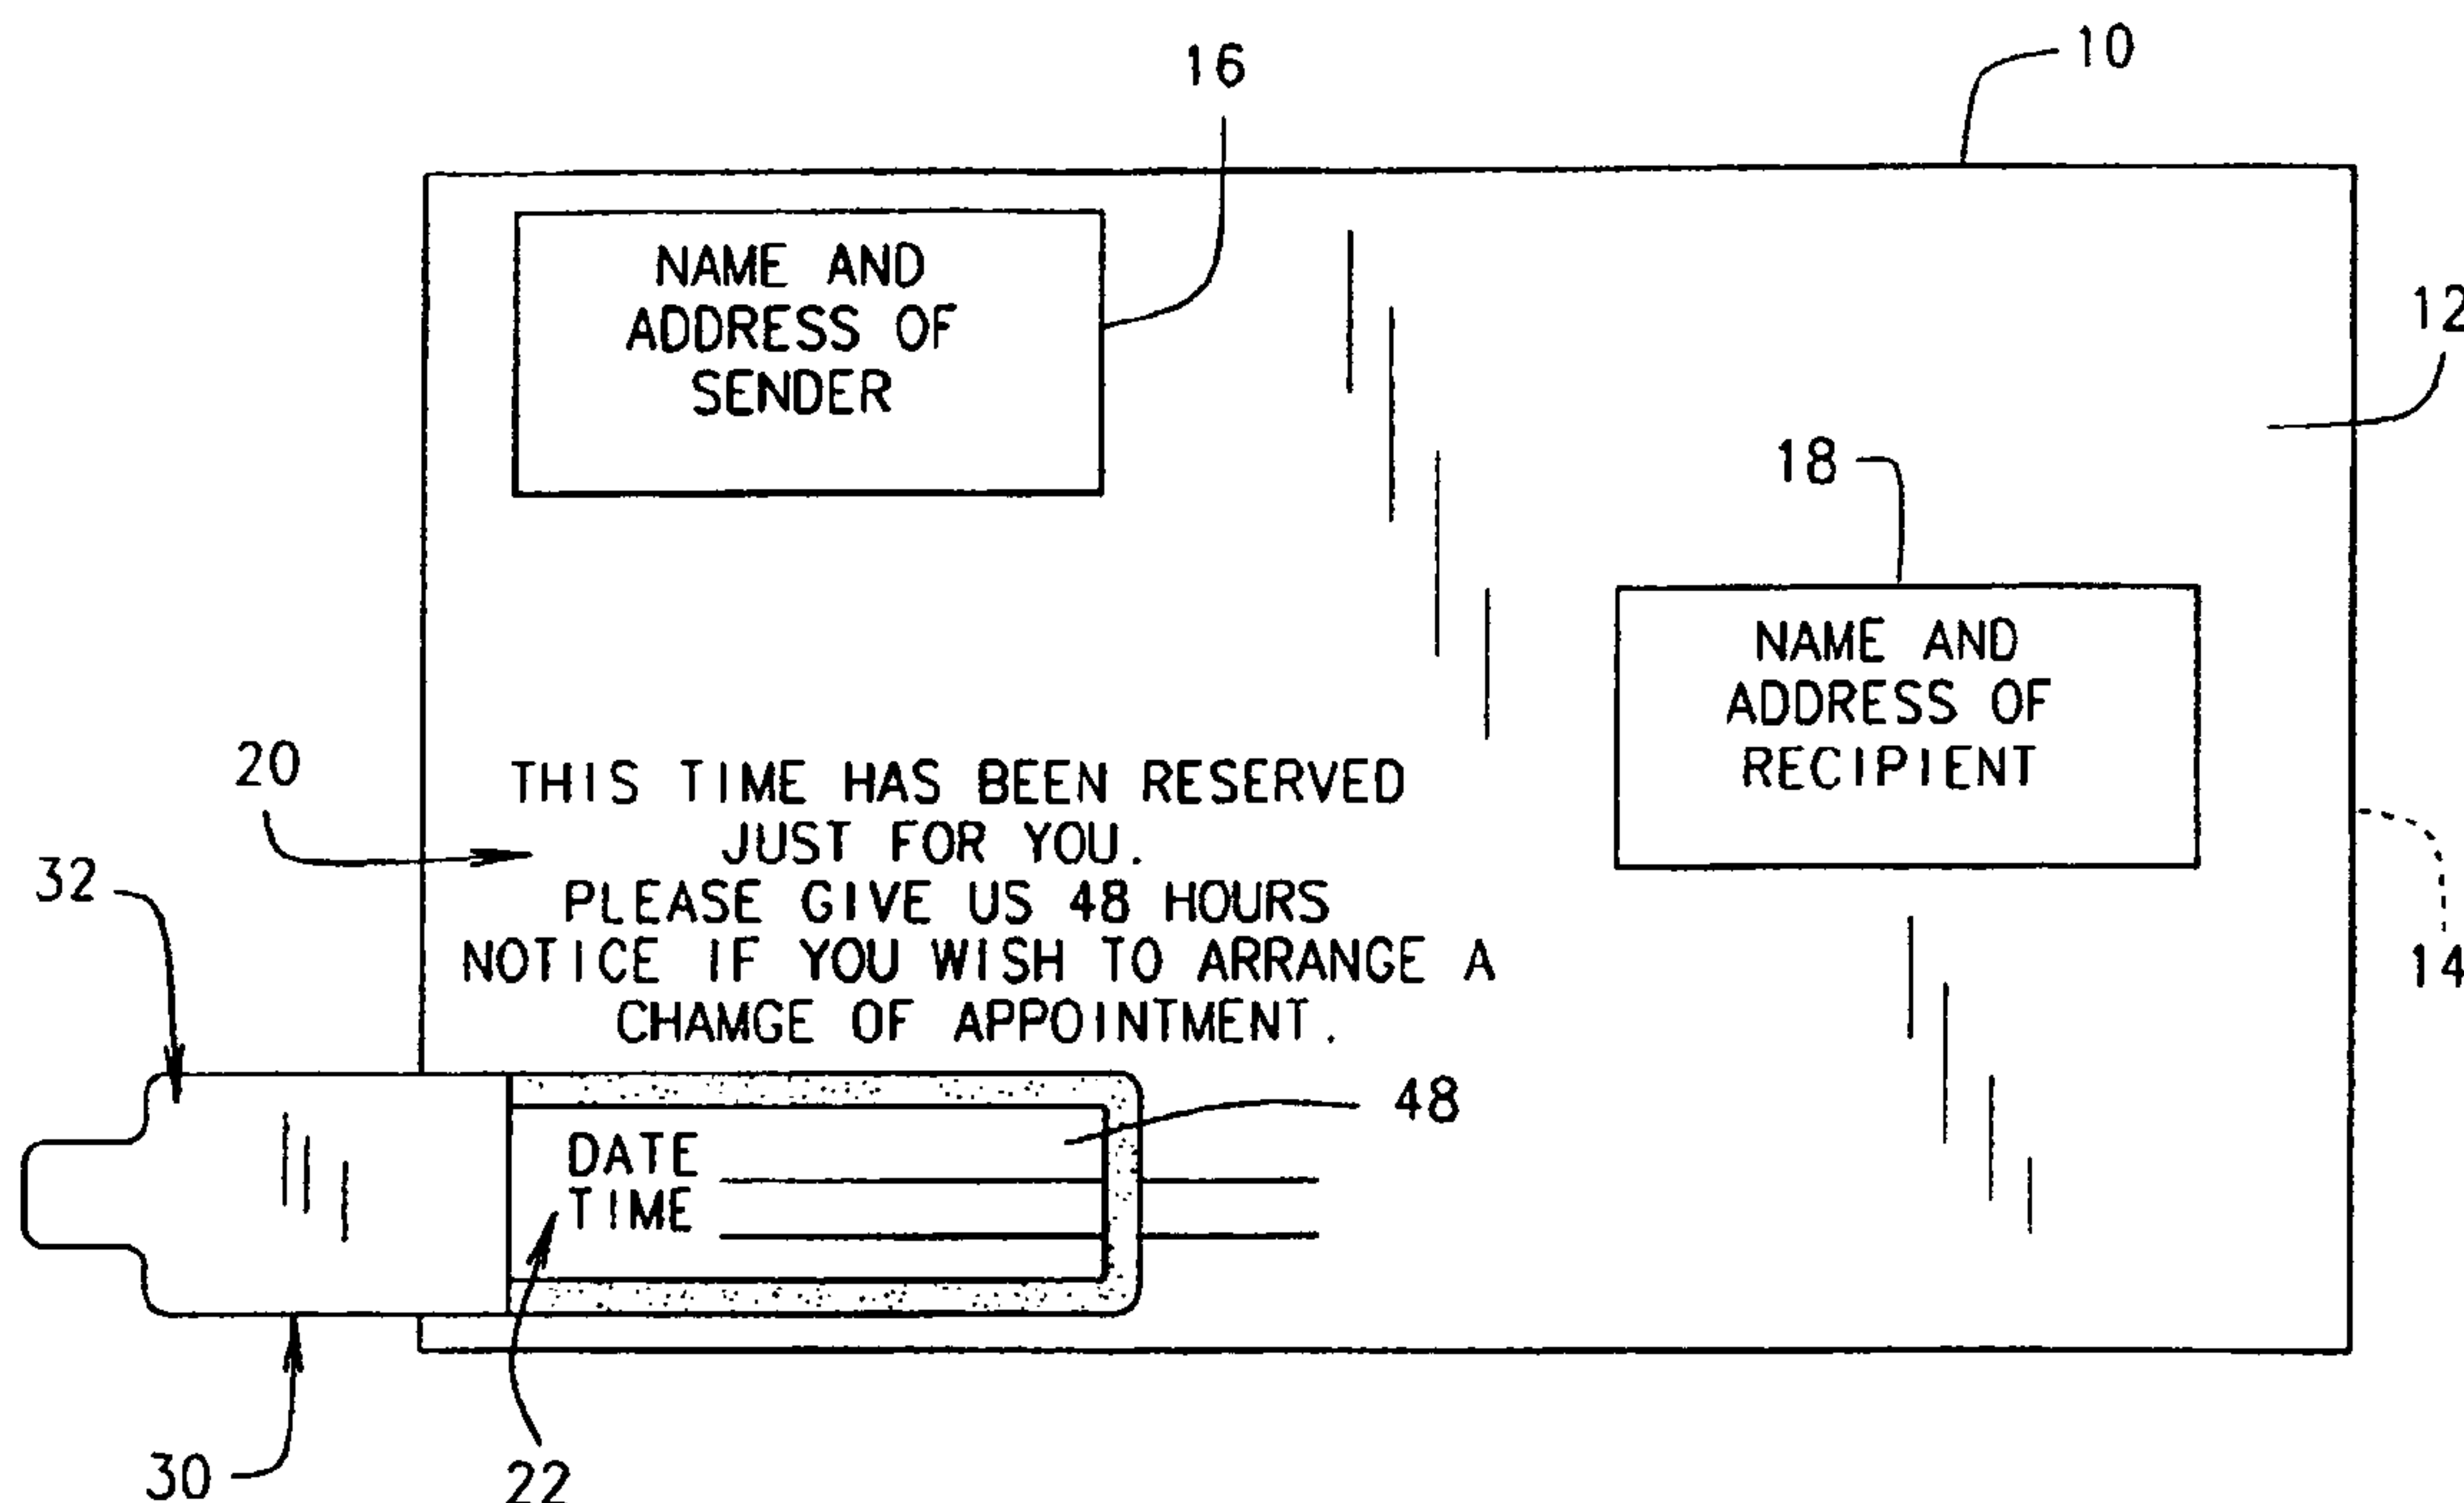 16
10
NAME AND
ADDRESS OF
SENDER
12
18
NAME AND
ADDRESS OF
RECIPIENT
20
THIS TIME HAS BEEN RESERVED
JUST FOR YOU.
PLEASE GIVE US 48 HOURS
NOTICE IF YOU WISH TO ARRANGE A
CHAMGE OF APPOINTMENT.
32
14
48
DATE
TIME
30
22